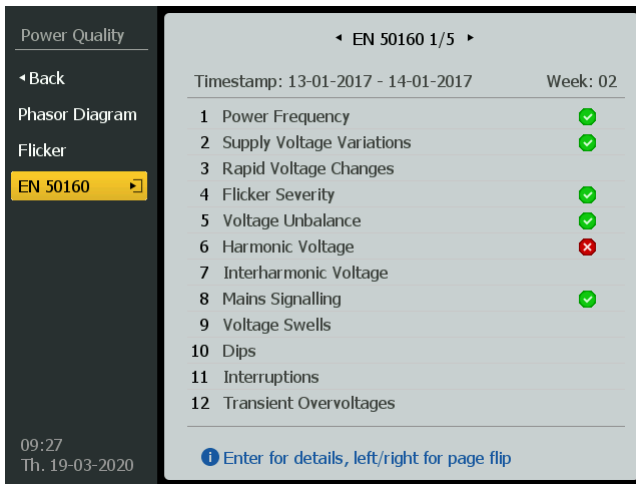 Power Quality
Back
Phasor Diagram
Flicker
EN 50160
09:27
Th. 19-03-2020
EN 50160 1/5
Timestamp: 13-01-2017 - 14-01-2017 Week: 02
1 Power Frequency
2 Supply Voltage Variations
3 Rapid Voltage Changes
4 Flicker Severity
5 Voltage Unbalance
6 Harmonic Voltage
7 Interharmonic Voltage
8 Mains Signalling
9 Voltage Swells
10 Dips
11 Interruptions
12 Transient Overvoltages
Enter for details, left/right for page flip